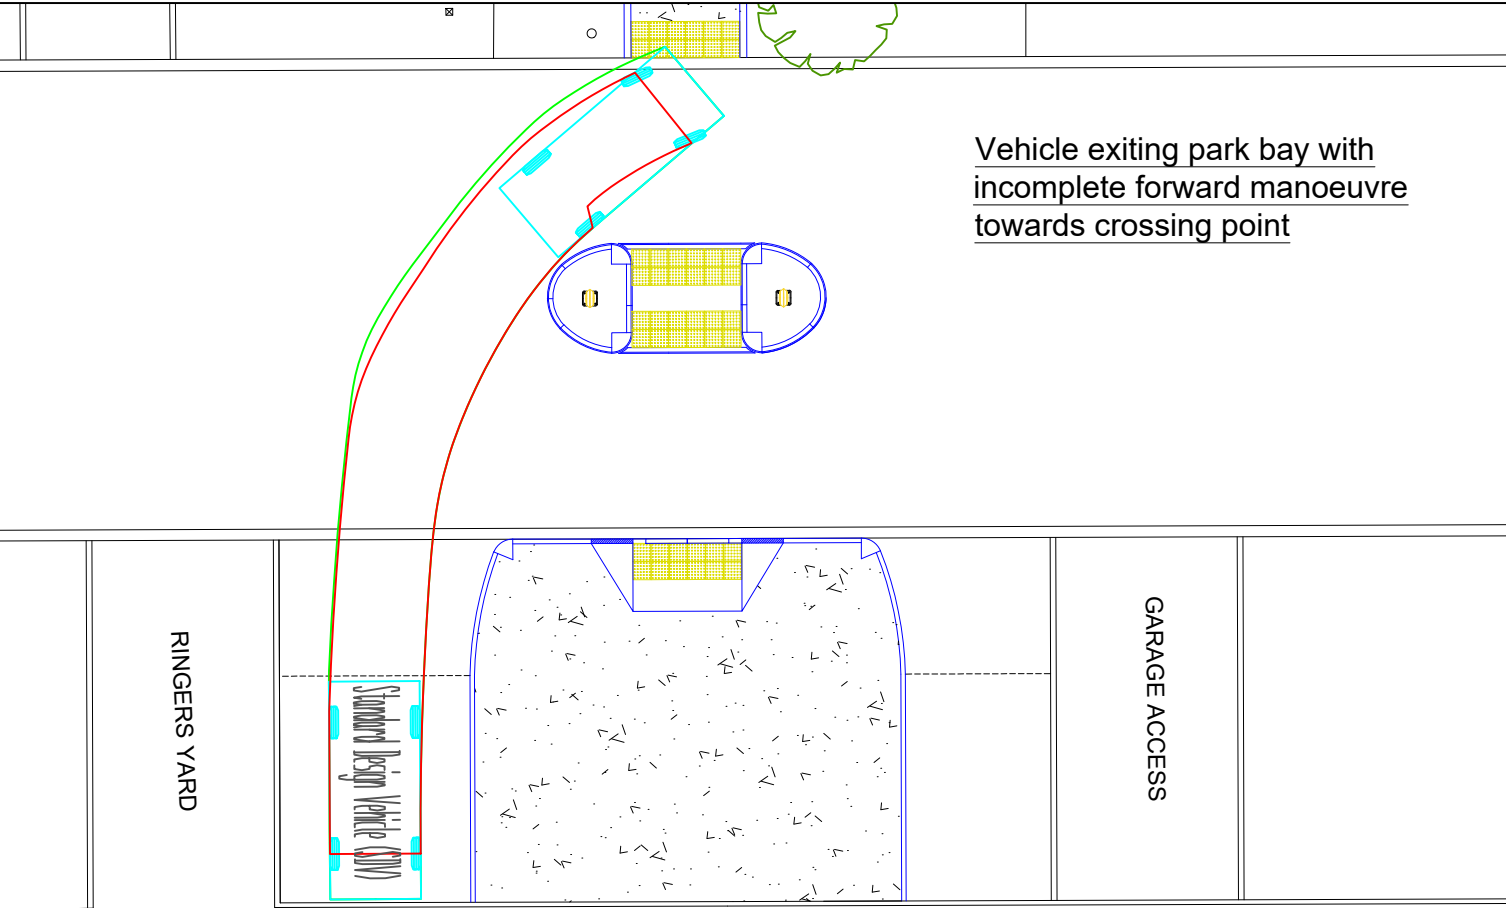 Vehicle exiting park bay with
incomplete forward manoeuvre
towards crossing point
RINGERS YARD
GARAGE ACCESS
Standard Design Vehicle (SDV)